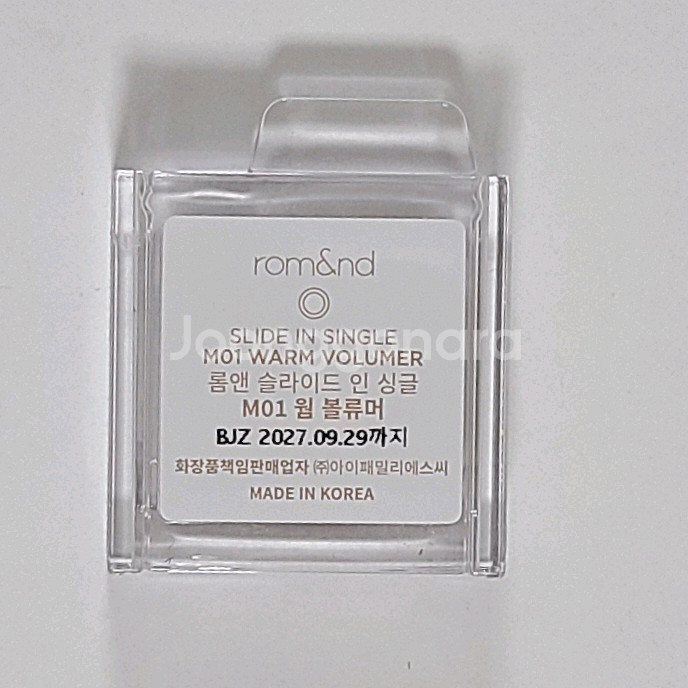 rom&nd
SLIDE IN SINGLE
M01 WARM VOLUMER
롬앤 슬라이드 인 싱글
M01 웜 볼류머
BJZ 2027.09.29까지
화장품책임판매업자 ㈜아이패밀리에스씨
MADE IN KOREA